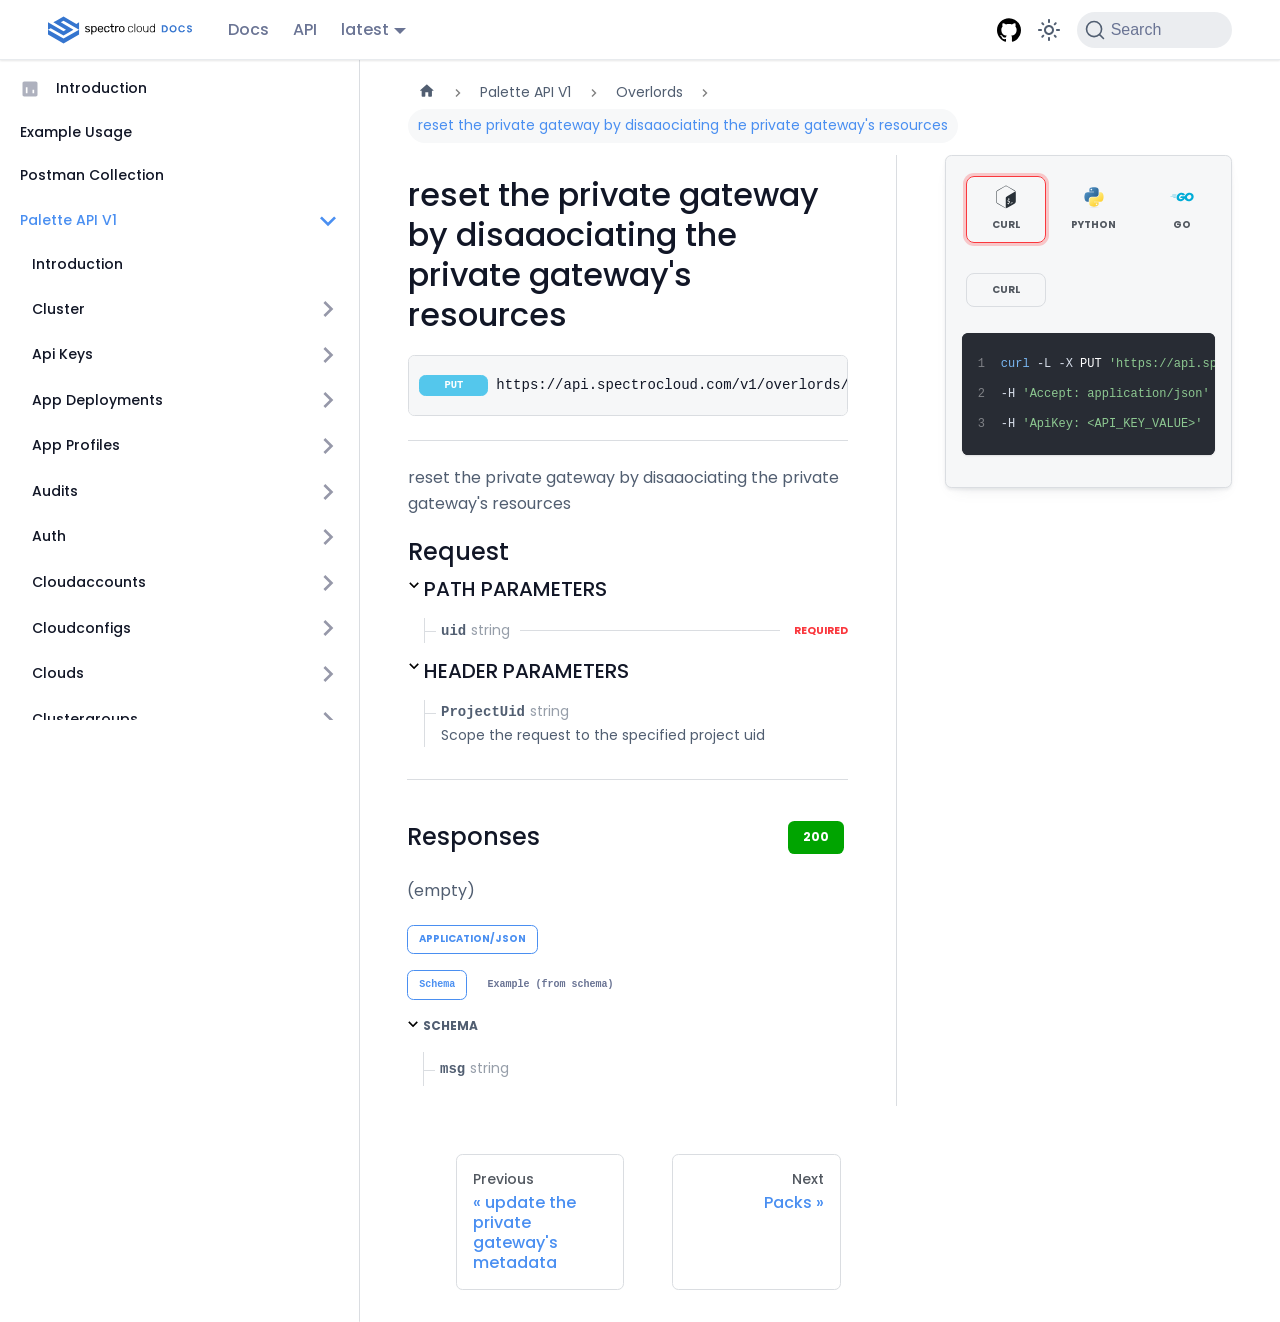 spectro cloud DOCS
Docs
API
latest
Search
Introduction
Example Usage
Postman Collection
Palette API V1
Introduction
Cluster
Api Keys
App Deployments
App Profiles
Audits
Auth
Cloudaccounts
Cloudconfigs
Clouds
Clustergroups
Palette API V1
Overlords
reset the private gateway by disaaociating the private gateway's resources
reset the private gateway
by disaaociating the
private gateway's
resources
PUT https://api.spectrocloud.com/v1/overlords/
reset the private gateway by disaaociating the private
gateway's resources
Request
PATH PARAMETERS
uid string REQUIRED
HEADER PARAMETERS
ProjectUid string
Scope the request to the specified project uid
Responses
200
(empty)
APPLICATION/JSON
Schema Example (from schema)
SCHEMA
msg string
CURL PYTHON GO
CURL
1 curl -L -X PUT 'https://api.sp
2 -H 'Accept: application/json'
3 -H 'ApiKey: <API_KEY_VALUE>'
Previous
« update the
private
gateway's
metadata
Next
Packs »